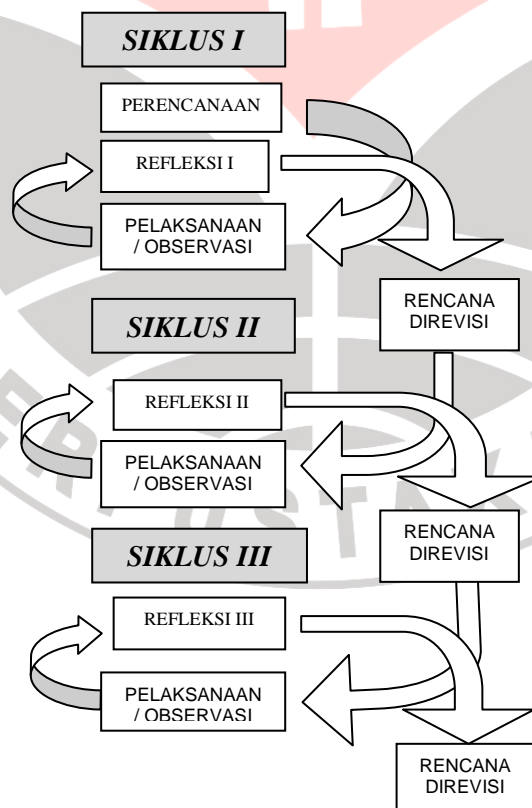 SIKLUS I
PERENCANAAN
REFLEKSI I
PELAKSANAAN
/ OBSERVASI
RENCANA
DIREVISI
SIKLUS II
REFLEKSI II
PELAKSANAAN
/ OBSERVASI
RENCANA
DIREVISI
SIKLUS III
REFLEKSI III
PELAKSANAAN
/ OBSERVASI
RENCANA
DIREVISI